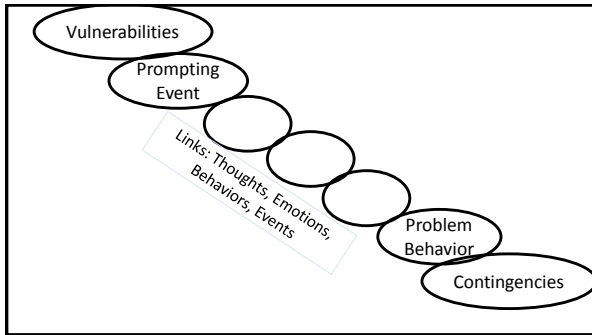 Vulnerabilities
Prompting
Event
Links: Thoughts, Emotions,
Behaviors, Events
Problem
Behavior
Contingencies